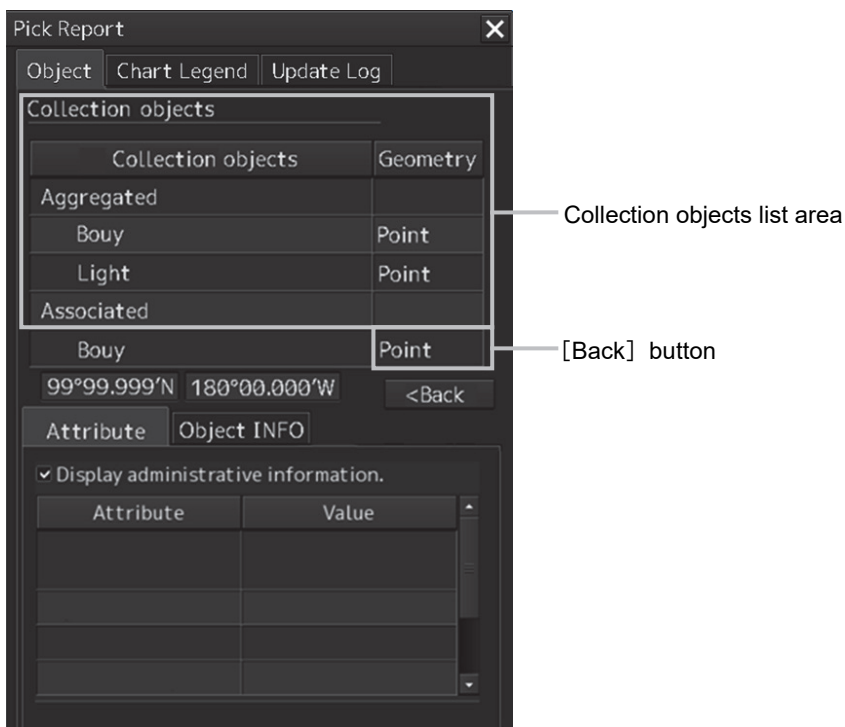 Pick Report
Object Chart Legend Update Log
Collection objects
Collection objects Geometry
Aggregated
Bouy Point
Light Point
Associated
Bouy Point
99°99.999'N 180°00.000'W <Back
Attribute Object INFO
Display administrative information.
Attribute Value
Collection objects list area
[Back] button